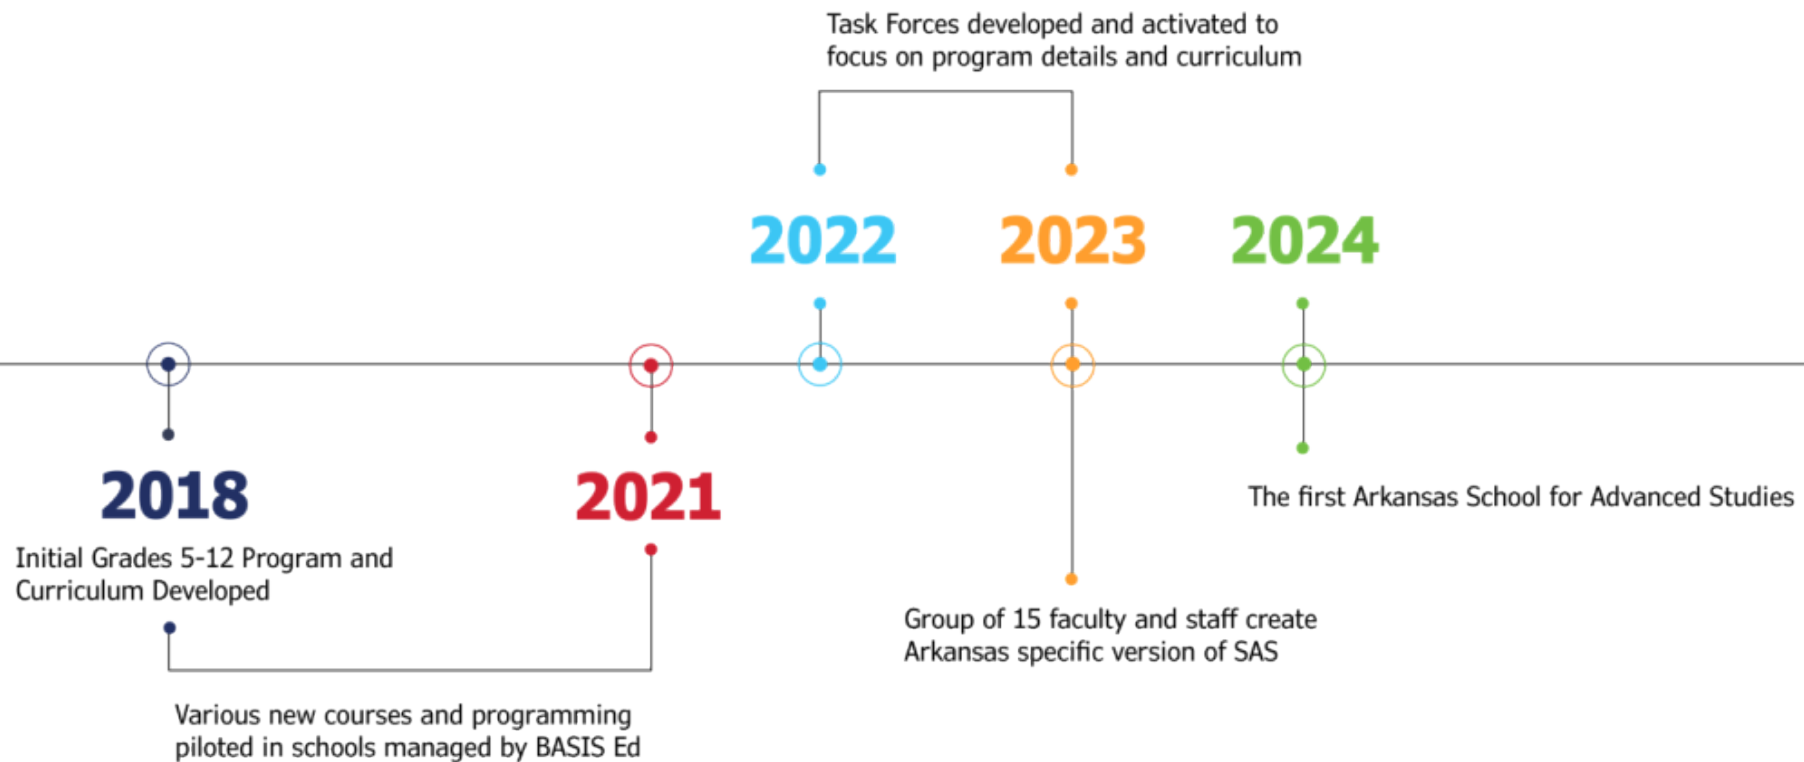 Task Forces developed and activated to
focus on program details and curriculum
2022
2023
2024
2018
2021
The first Arkansas School for Advanced Studies
Initial Grades 5-12 Program and
Curriculum Developed
Group of 15 faculty and staff create
Arkansas specific version of SAS
Various new courses and programming
piloted in schools managed by BASIS Ed